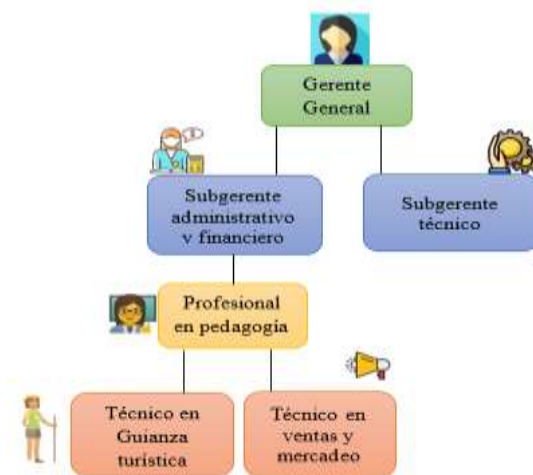 Gerente
General
Subgerente
administrativo
y financiero
Subgerente
técnico
Profesional
en pedagogía
Técnico en
Guianza
turística
Técnico en
ventas y
mercadeo